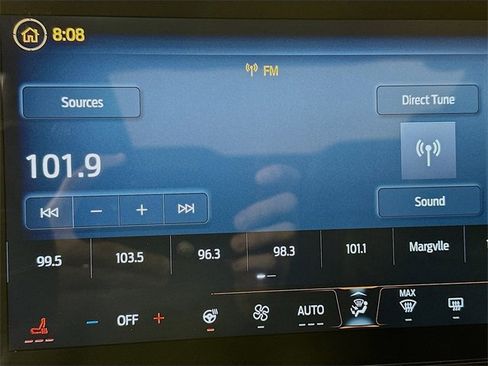 8:08
FM
Sources
Direct Tune
101.9
Sound
99.5 103.5 96.3 98.3 101.1 Margvlle
OFF AUTO MAX